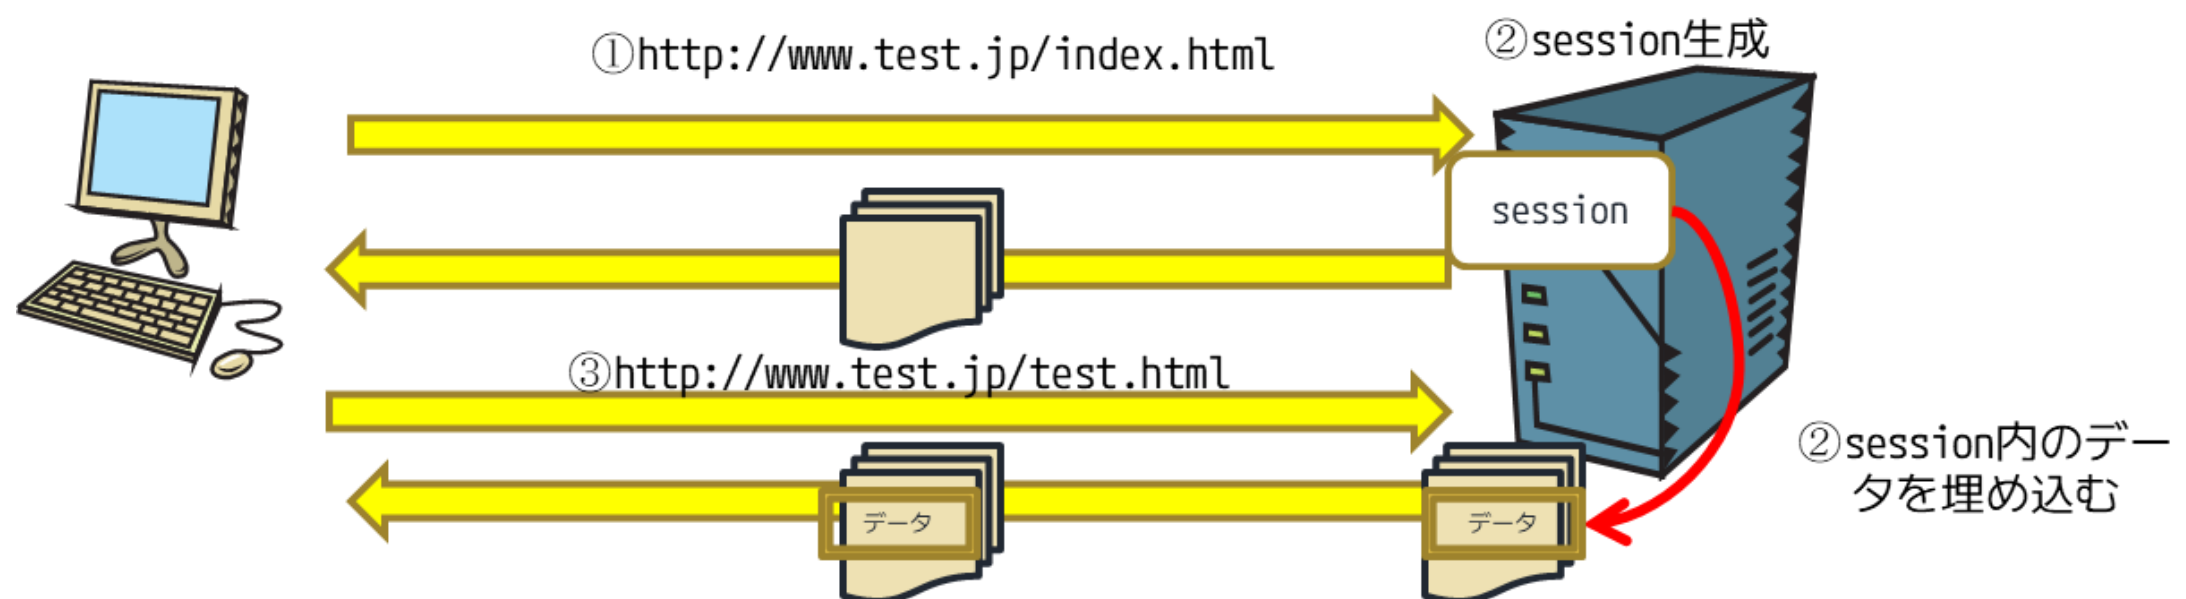 ①http://www.test.jp/index.html
②session生成
session
③http://www.test.jp/test.html
②session内のデー
タを埋め込む
データ
データ